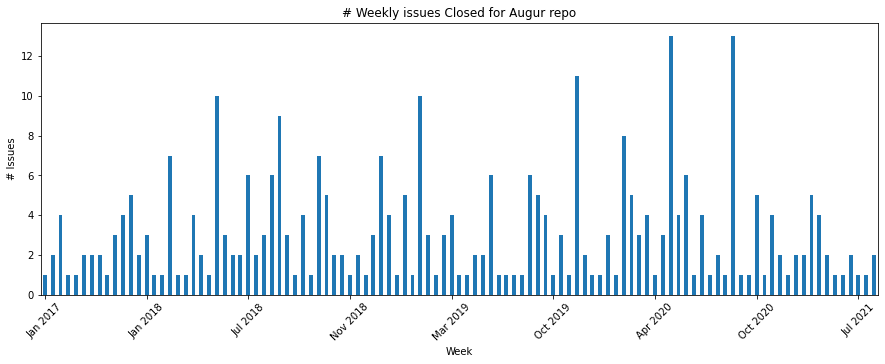 # Weekly issues Closed for Augur repo
# Issues
12
10
8
6
4
2
0
Jan 2017
Jan 2018
Jul 2018
Nov 2018
Mar 2019
Oct 2019
Apr 2020
Oct 2020
Jul 2021
Week